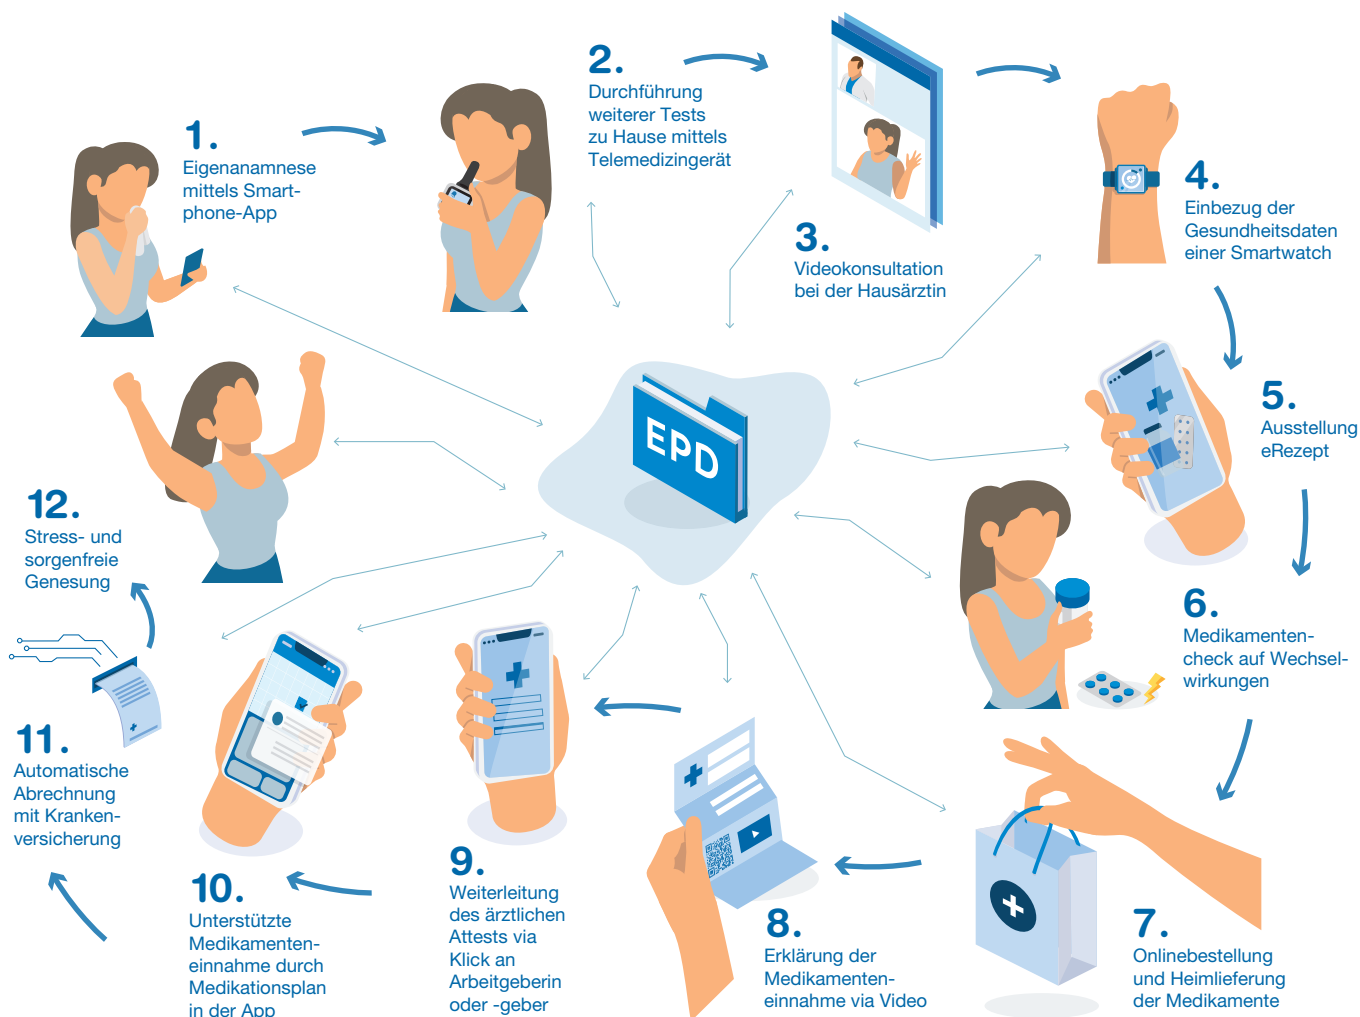 1.
Eigenanamnese
mittels Smart-
phone-App
2.
Durchführung
weiterer Tests
zu Hause mittels
Telemedizingerät
3.
Videokonsultation
bei der Hausärztin
4.
Einbezug der
Gesundheitsdaten
einer Smartwatch
5.
Ausstellung
eRezept
6.
Medikamenten-
check auf Wechsel-
wirkungen
7.
Onlinebestellung
und Heimlieferung
der Medikamente
8.
Erklärung der
Medikamenten-
einnahme via Video
9.
Weiterleitung
des ärztlichen
Attests via
Klick an
Arbeitgeberin
oder -geber
10.
Unterstützte
Medikamenten-
einnahme durch
Medikationsplan
in der App
11.
Automatische
Abrechnung
mit Kranken-
versicherung
12.
Stress- und
sorgenfreie
Genesung
EPD